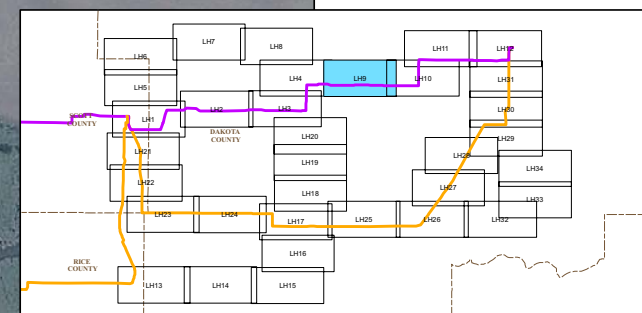 LH7
LH8
LH11
LH12
LH6
LH4
LH9
LH10
LH31
LH5
LH2
LH3
LH30
SCOTT
COUNTY
LH1
DAKOTA
COUNTY
LH20
LH29
LH21
LH28
LH19
LH34
LH22
LH27
LH18
LH33
LH23
LH24
LH17
LH25
LH26
LH32
LH16
RICE
COUNTY
LH13
LH14
LH15